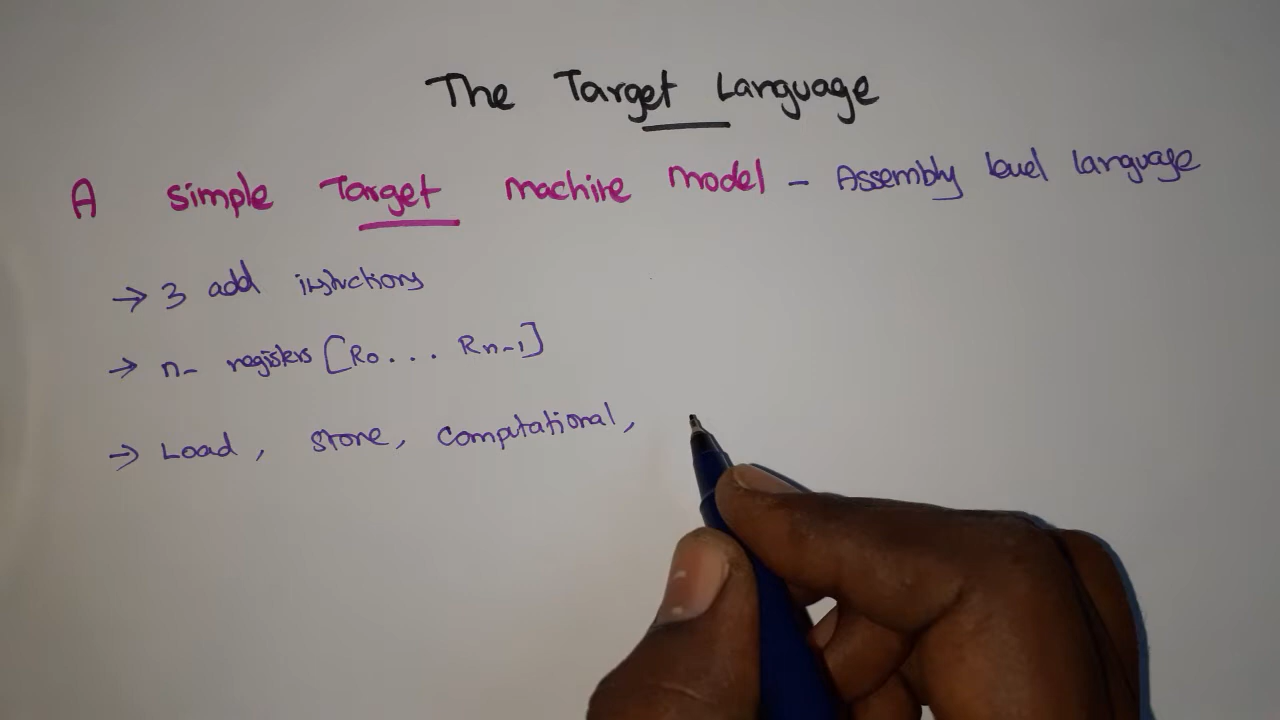 The Target Language
A simple Target machine model - Assembly level language
→ 3 add instuctions
→ n- registers [R0... Rn-1]
→ Load, store, computational,